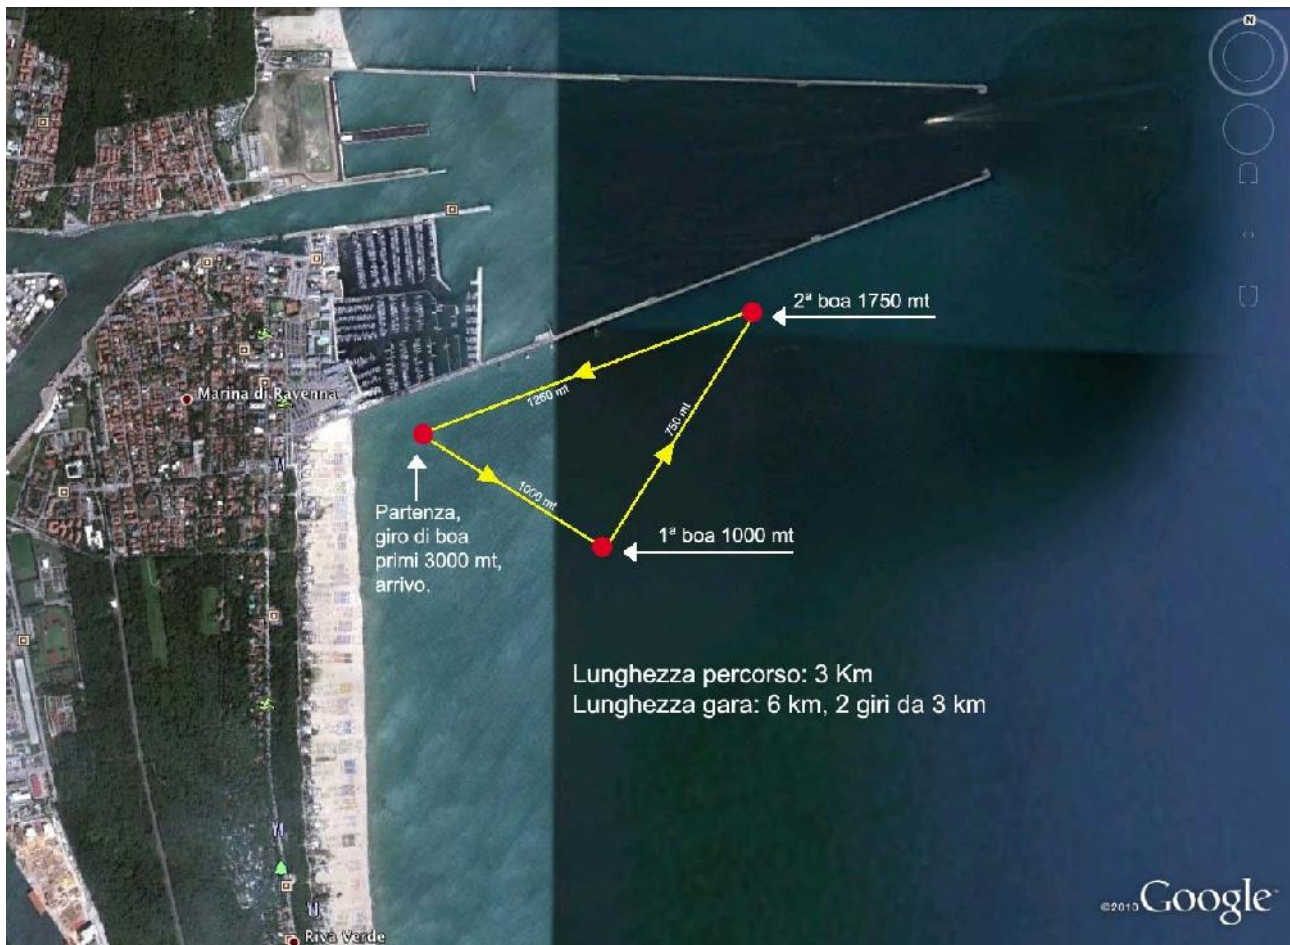 N
2ª boa 1750 mt
Marina di Ravenna
1260 mt
750 mt
1000 mt
Partenza,
giro di boa
primi 3000 mt,
arrivo.
1ª boa 1000 mt
Lunghezza percorso: 3 Km
Lunghezza gara: 6 km, 2 giri da 3 km
©2010 Google
Riva Verde